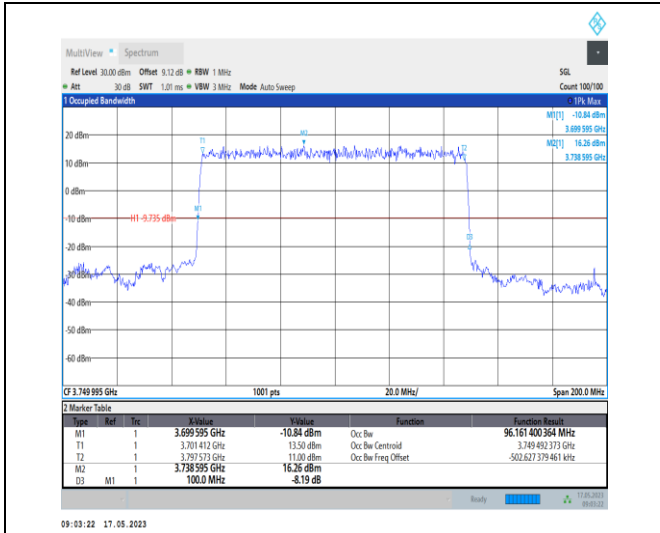 MultiView Spectrum
Ref Level 30.00 dBm Offset 9.12 dB RBW 1 MHz SGL
Att 30 dB SWT 1.01 ms VBW 3 MHz Mode Auto Sweep Count 100/100
1 Occupied Bandwidth 1Pk Max
M1[1] -10.84 dBm
3.699 595 GHz
M2[1] 16.26 dBm
3.738 595 GHz
20 dBm
T1
M2
T2
10 dBm
0 dBm
M1
-10 dBm
H1 -9.735 dBm
D3
-20 dBm
-30 dBm
-40 dBm
-50 dBm
-60 dBm
CF 3.749 995 GHz 1001 pts 20.0 MHz/ Span 200.0 MHz
2 Marker Table
Type Ref Trc X-Value Y-Value Function Function Result
M1 1 3.699 595 GHz -10.84 dBm Occ Bw 96.161 400 364 MHz
T1 1 3.701 412 GHz 13.50 dBm Occ Bw Centroid 3.749 492 373 GHz
T2 1 3.797 573 GHz 11.00 dBm Occ Bw Freq Offset -502.627 379 461 kHz
M2 1 3.738 595 GHz 16.26 dBm
D3 M1 1 100.0 MHz -8.19 dB
Ready 17.05.2023
09:03:22
09:03:22 17.05.2023